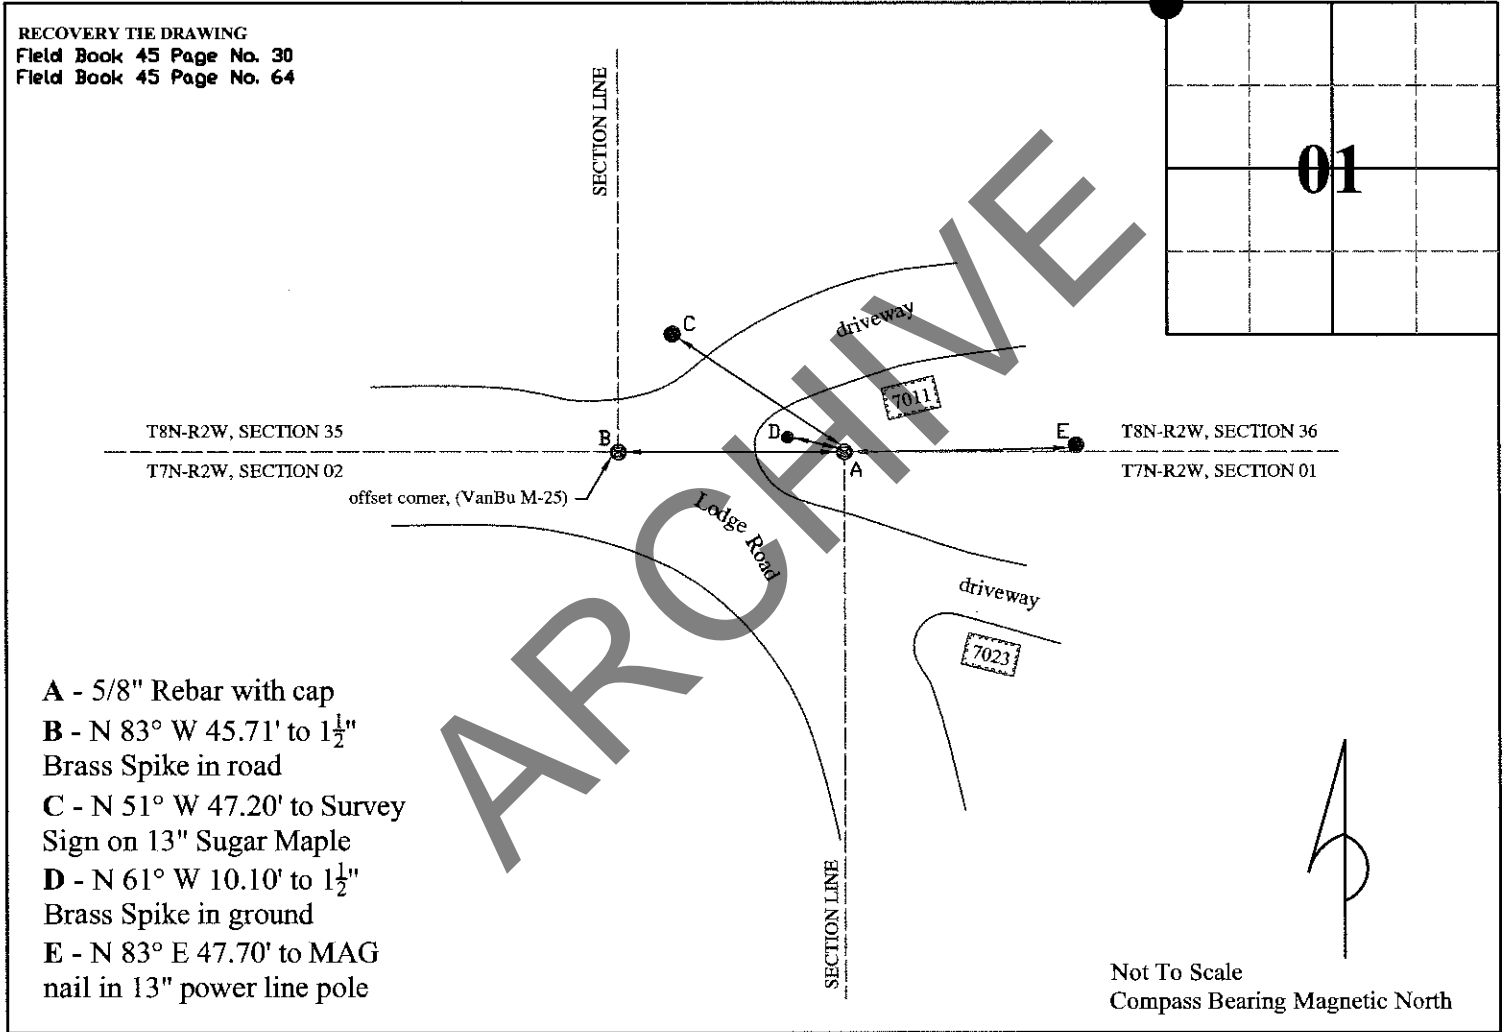 RECOVERY TIE DRAWING
Field Book 45 Page No. 30
Field Book 45 Page No. 64
01
SECTION LINE
C
driveway
7011
T8N-R2W, SECTION 35
B
D
E
T8N-R2W, SECTION 36
T7N-R2W, SECTION 02
A
T7N-R2W, SECTION 01
offset corner, (VanBu M-25)
Lodge Road
driveway
7023
ARCHIVE
A - 5/8" Rebar with cap
B - N 83° W 45.71' to 1½"
Brass Spike in road
C - N 51° W 47.20' to Survey
Sign on 13" Sugar Maple
D - N 61° W 10.10' to 1½"
Brass Spike in ground
E - N 83° E 47.70' to MAG
nail in 13" power line pole
SECTION LINE
Not To Scale
Compass Bearing Magnetic North